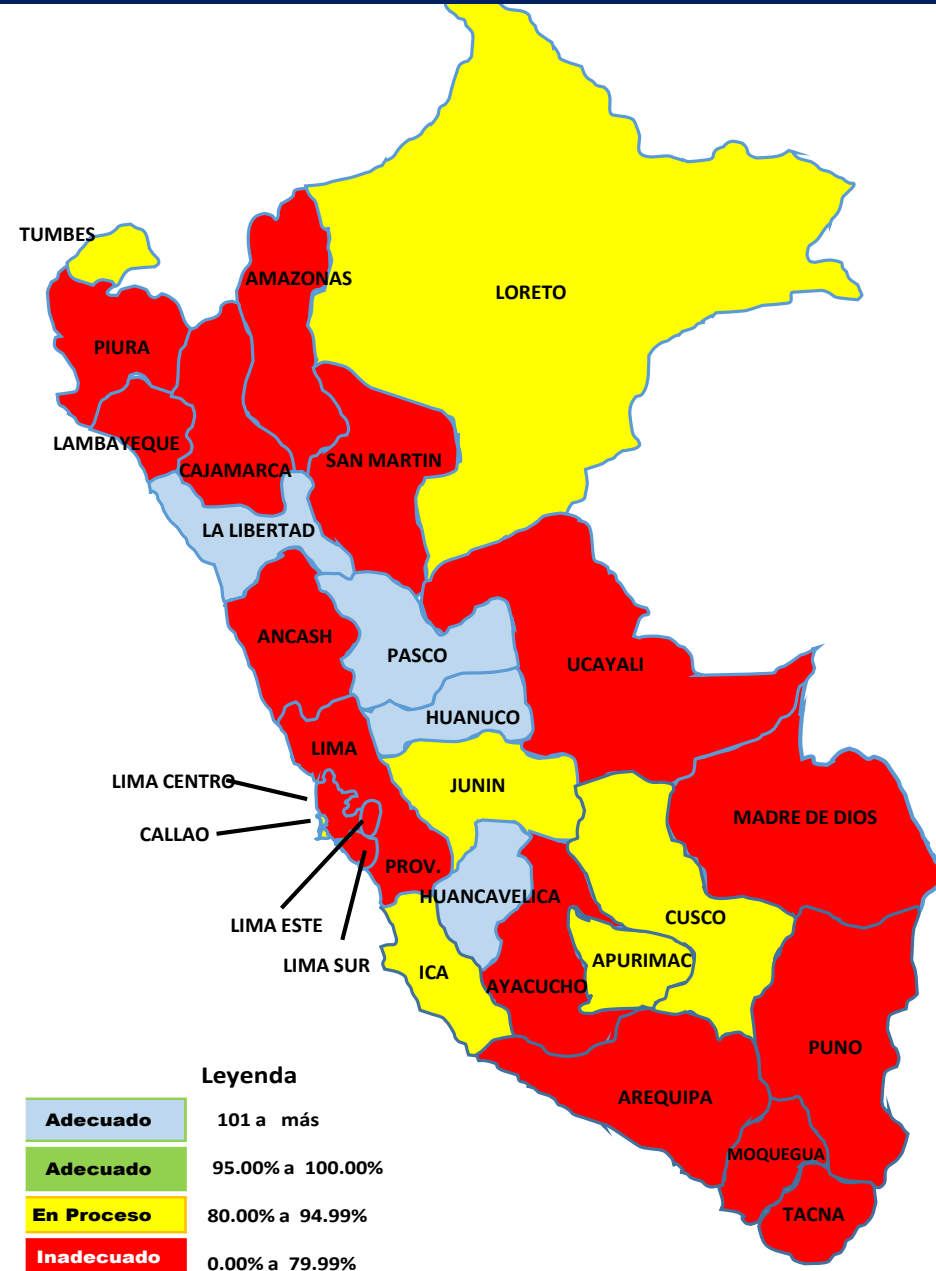 TUMBES
AMAZONAS
LORETO
PIURA
LAMBAYEQUE
CAJAMARCA
SAN MARTIN
LA LIBERTAD
ANCASH
PASCO
UCAYALI
HUANUCO
LIMA
LIMA CENTRO
JUNIN
CALLAO
MADRE DE DIOS
PROV.
HUANCAVELICA
LIMA ESTE
CUSCO
LIMA SUR
ICA
APURIMAC
AYACUCHO
PUNO
AREQUIPA
MOQUEGUA
TACNA
Leyenda
Adecuado 101 a más
Adecuado 95.00% a 100.00%
En Proceso 80.00% a 94.99%
Inadecuado 0.00% a 79.99%